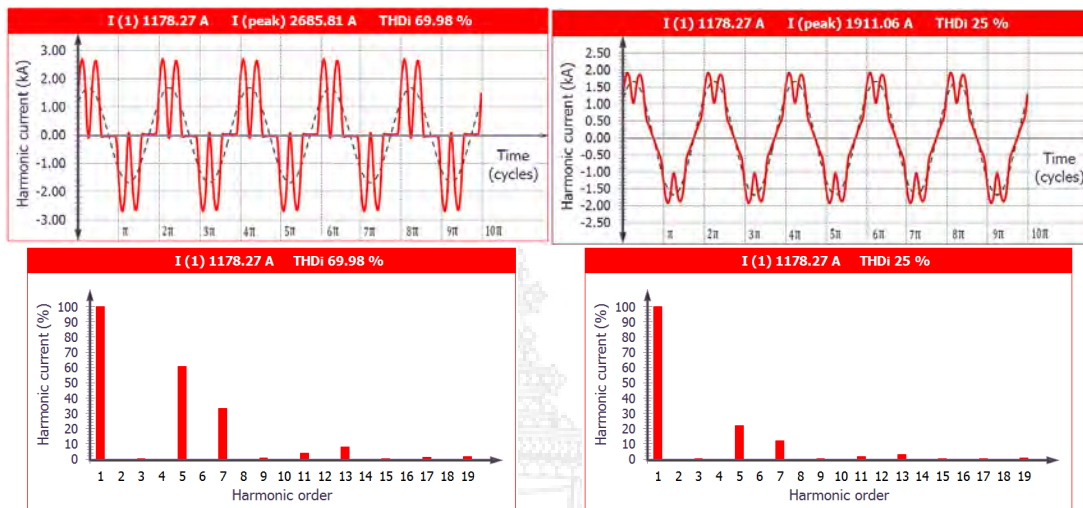 I (1) 1178.27 A I (peak) 2685.81 A THDi 69.98 %
Harmonic current (kA)
3.00
2.00
1.00
0.00
-1.00
-2.00
-3.00
Time
(cycles)
π 2π 3π 4π 5π 6π 7π 8π 9π 10π
I (1) 1178.27 A I (peak) 1911.06 A THDi 25 %
Harmonic current (kA)
2.50
2.00
1.50
1.00
0.50
0.00
-0.50
-1.00
-1.50
-2.00
-2.50
Time
(cycles)
π 2π 3π 4π 5π 6π 7π 8π 9π 10π
I (1) 1178.27 A THDi 69.98 %
Harmonic current (%)
100
90
80
70
60
50
40
30
20
10
0
1 2 3 4 5 6 7 8 9 10 11 12 13 14 15 16 17 18 19
Harmonic order
I (1) 1178.27 A THDi 25 %
Harmonic current (%)
100
90
80
70
60
50
40
30
20
10
0
1 2 3 4 5 6 7 8 9 10 11 12 13 14 15 16 17 18 19
Harmonic order